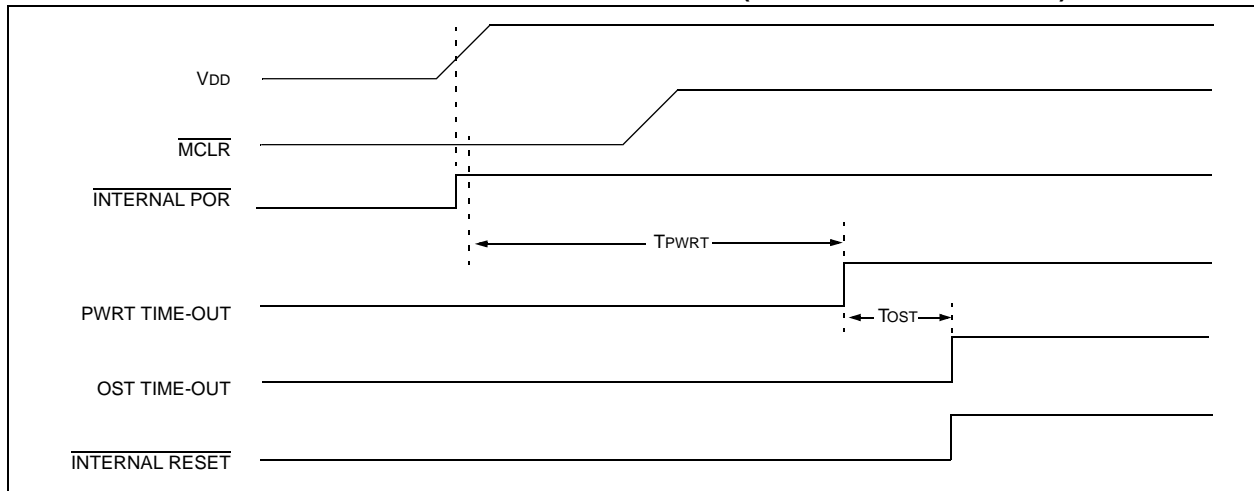 VDD
MCLR
INTERNAL POR
TPWRT
PWRT TIME-OUT
TOST
OST TIME-OUT
INTERNAL RESET